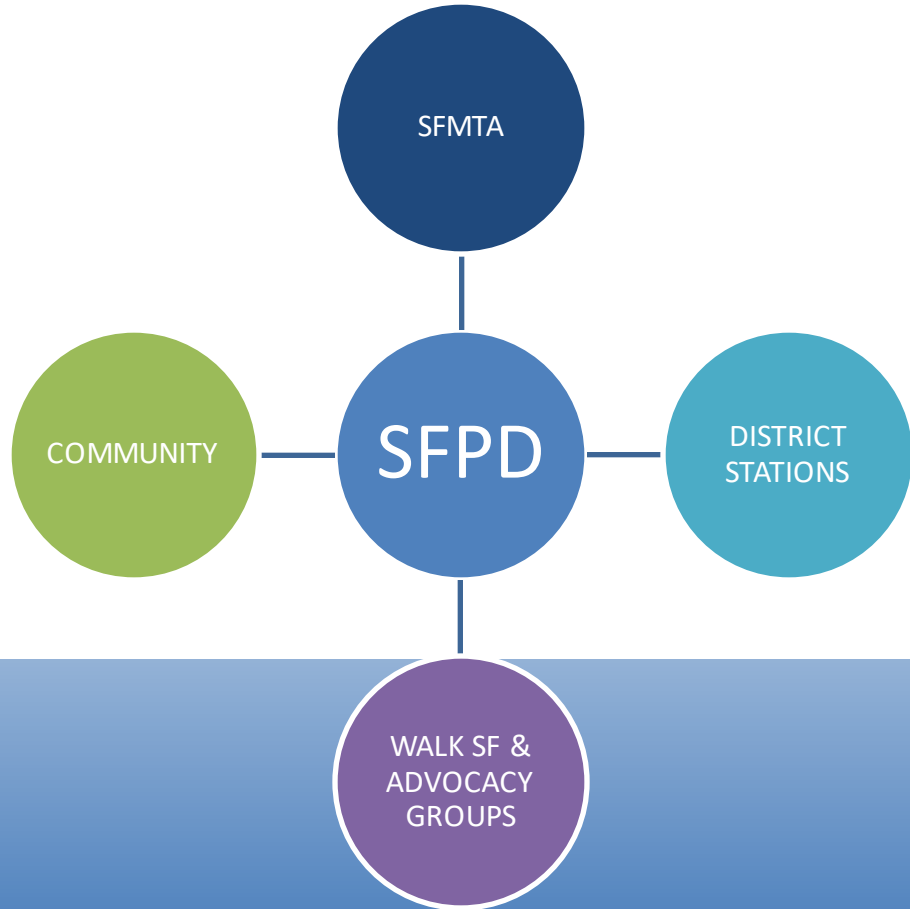 SFMTA
COMMUNITY
SFPD
DISTRICT
STATIONS
WALK SF &
ADVOCACY
GROUPS